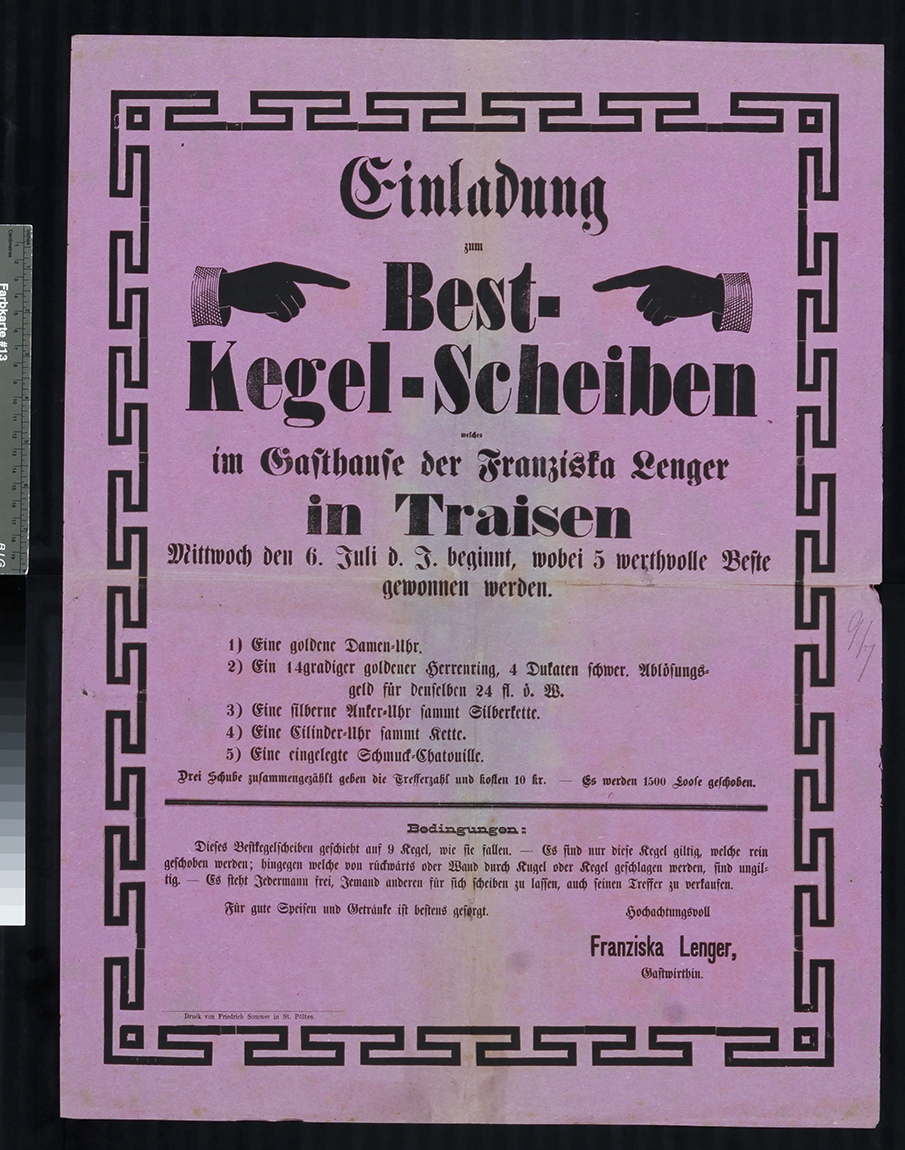 Einladung
zum
Best-
Kegel-Scheiben
welches
im Gasthause der Franziska Lenger
in Traisen
Mittwoch den 6. Juli d. J. beginnt, wobei 5 werthvolle Beste
gewonnen werden.
1) Eine goldene Damen-Uhr.
2) Ein 14gradiger goldener Herrenring, 4 Dukaten schwer. Ablösungs-
geld für denselben 24 fl. ö. W.
3) Eine silberne Anker-Uhr sammt Silberkette.
4) Eine Cilinder-Uhr sammt Kette.
5) Eine eingelegte Schmuck-Chatouille.
Drei Schube zusammengezählt geben die Trefferzahl und kosten 10 kr. — Es werden 1500 Loose geschoben.
Bedingungen:
Dieses Bestkegelscheiben geschieht auf 9 Kegel, wie sie fallen. — Es sind nur diese Kegel giltig, welche rein
geschoben werden; hingegen welche von rückwärts oder Wand durch Kugel oder Kegel geschlagen werden, sind ungil-
tig. — Es steht Jedermann frei, Jemand anderen für sich scheiben zu lassen, auch seinen Treffer zu verkaufen.
Für gute Speisen und Getränke ist bestens gesorgt.
Hochachtungsvoll
Franziska Lenger,
Gastwirthin.
Druck von Friedrich Sommer in St. Pölten.
9/7
Farbkarte #13
B.I.G.
Centimetres